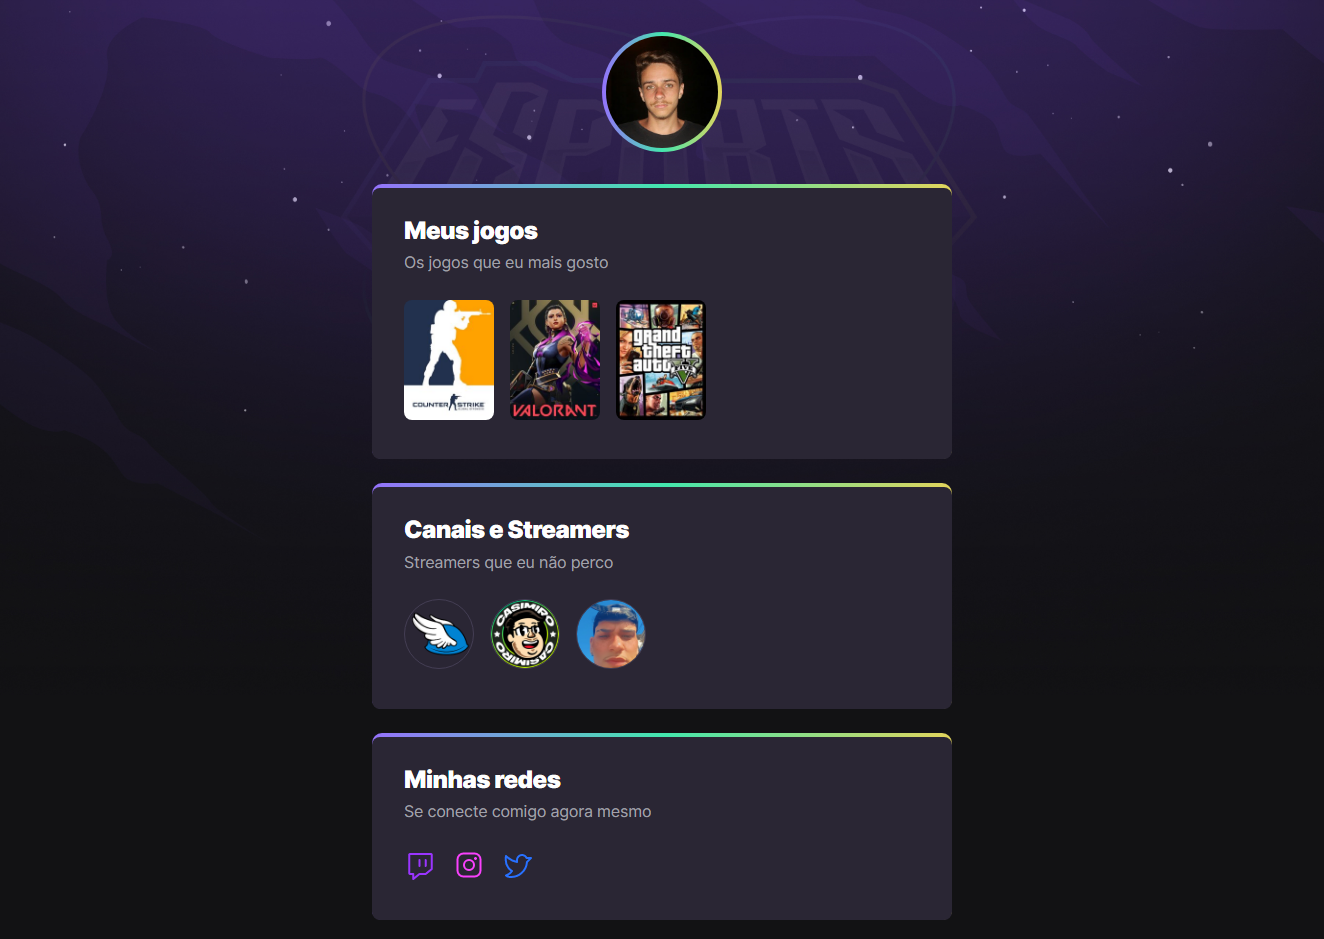 ESPORTS
Meus jogos
Os jogos que eu mais gosto
COUNTER STRIKE
VALORANT
grand
theft
auto V
FIVE
Canais e Streamers
Streamers que eu não perco
CASIMIRO
CASIMIRO
Minhas redes
Se conecte comigo agora mesmo